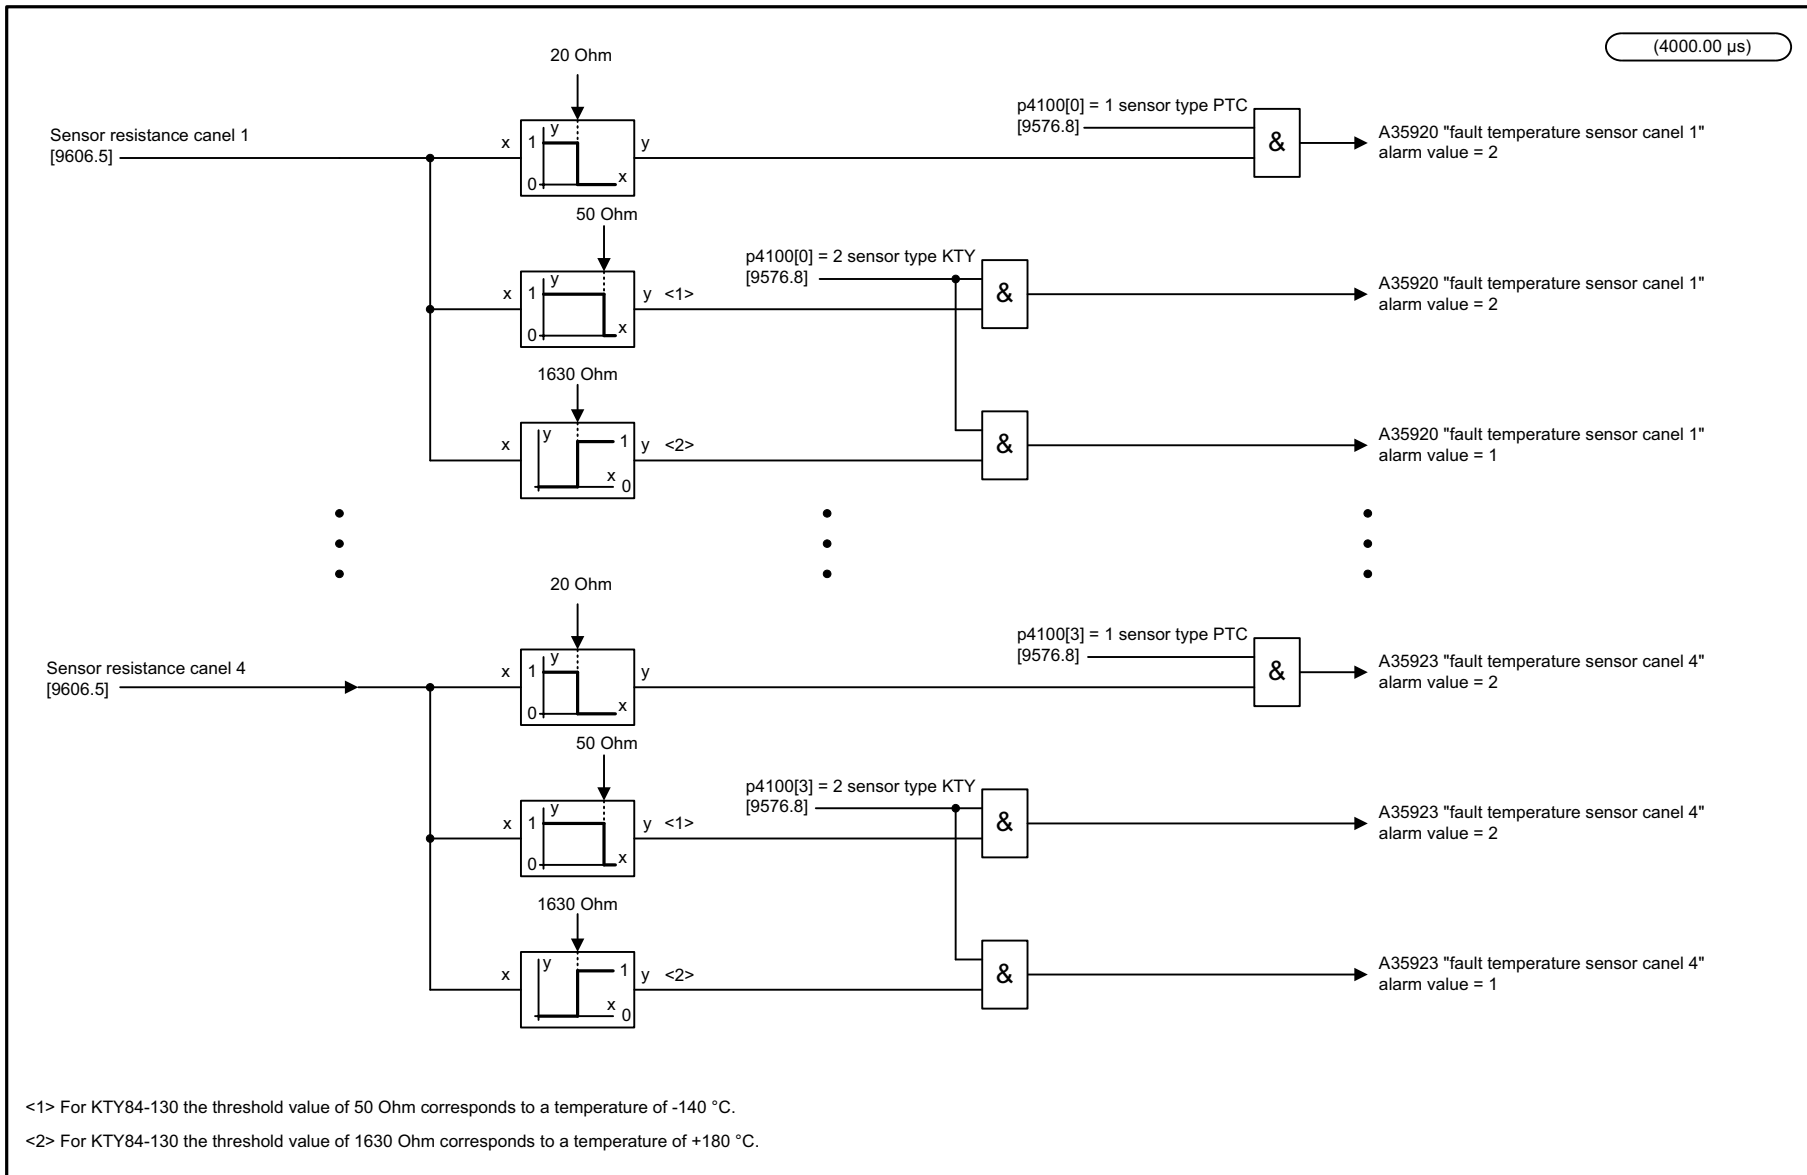 (4000.00 µs)
20 Ohm
Sensor resistance canel 1
[9606.5]
x
1
y
0
x
y
p4100[0] = 1 sensor type PTC
[9576.8]
&
A35920 "fault temperature sensor canel 1"
alarm value = 2
50 Ohm
x
1
y
0
x
y <1>
p4100[0] = 2 sensor type KTY
[9576.8]
&
A35920 "fault temperature sensor canel 1"
alarm value = 2
1630 Ohm
x
y
1
x
0
y <2>
&
A35920 "fault temperature sensor canel 1"
alarm value = 1
20 Ohm
Sensor resistance canel 4
[9606.5]
x
1
y
0
x
y
p4100[3] = 1 sensor type PTC
[9576.8]
&
A35923 "fault temperature sensor canel 4"
alarm value = 2
50 Ohm
x
1
y
0
x
y <1>
p4100[3] = 2 sensor type KTY
[9576.8]
&
A35923 "fault temperature sensor canel 4"
alarm value = 2
1630 Ohm
x
y
1
x
0
y <2>
&
A35923 "fault temperature sensor canel 4"
alarm value = 1
<1> For KTY84-130 the threshold value of 50 Ohm corresponds to a temperature of -140 °C.
<2> For KTY84-130 the threshold value of 1630 Ohm corresponds to a temperature of +180 °C.